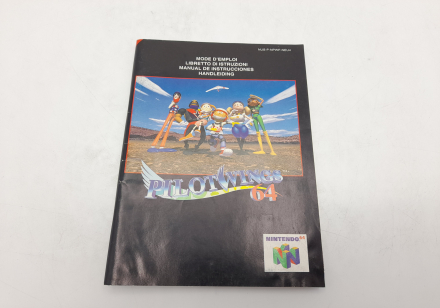 MODE D'EMPLOI
LIBRETTO DI ISTRUZIONI
MANUAL DE INSTRUCCIONES
HANDLEIDING
PILOTWINGS
64
NINTENDO 64